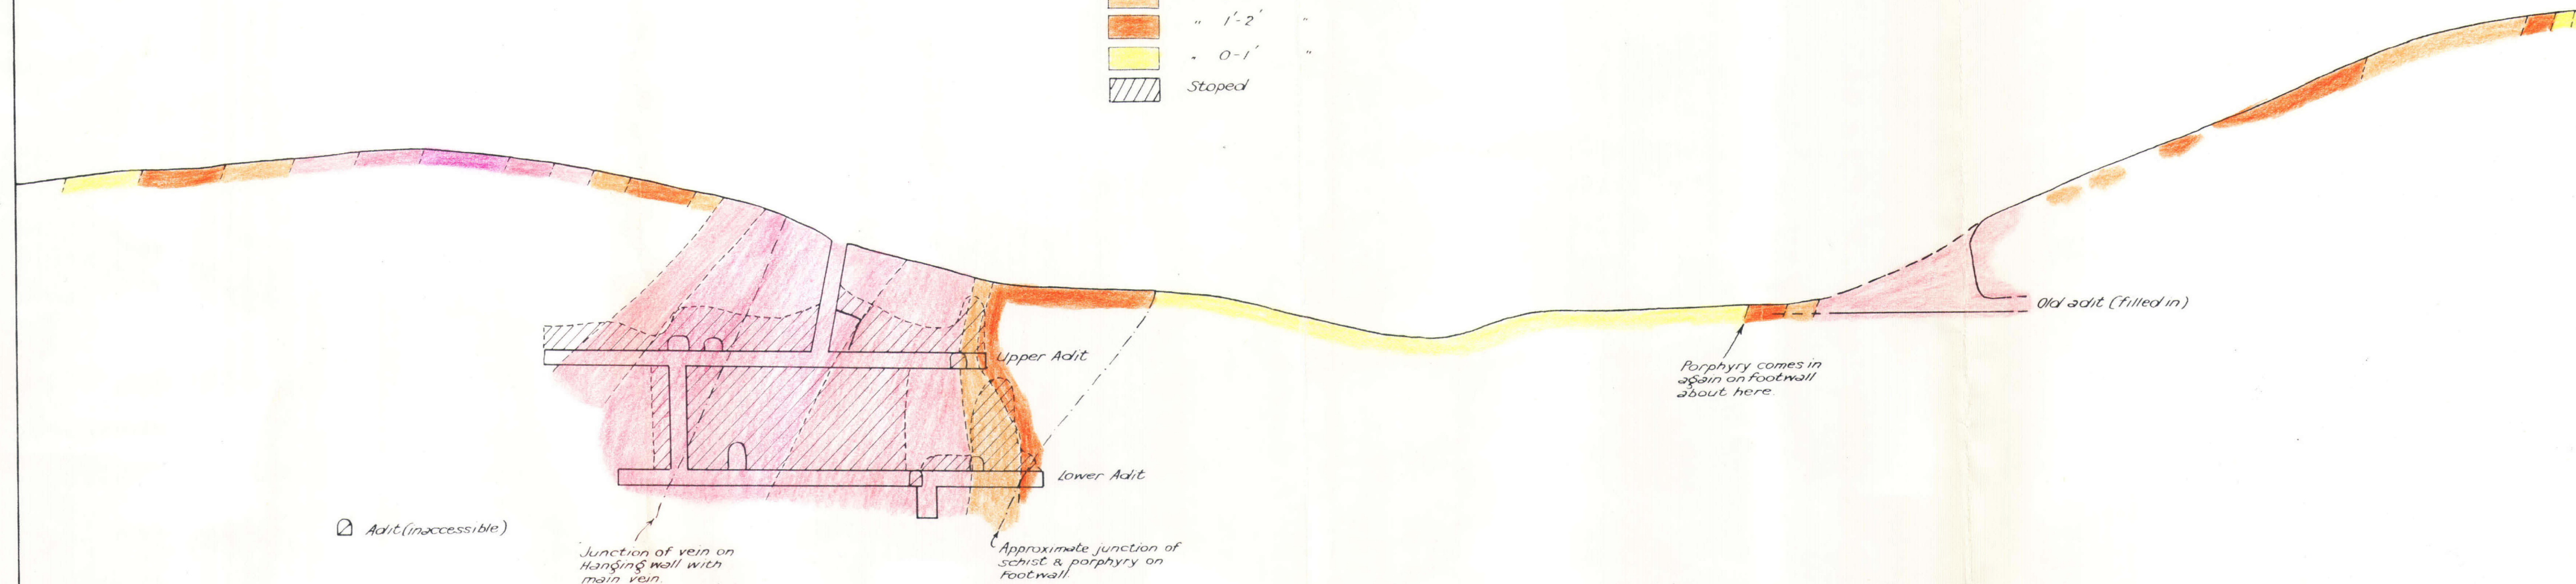 " 1'-2' "
" 0-1' "
Stoped
Old adit (filled in)
Upper Adit
Porphyry comes in
again on footwall
about here.
Lower Adit
Adit (inaccessible)
Junction of vein on
Hanging wall with
main vein.
Approximate junction of
schist & porphyry on
Footwall.